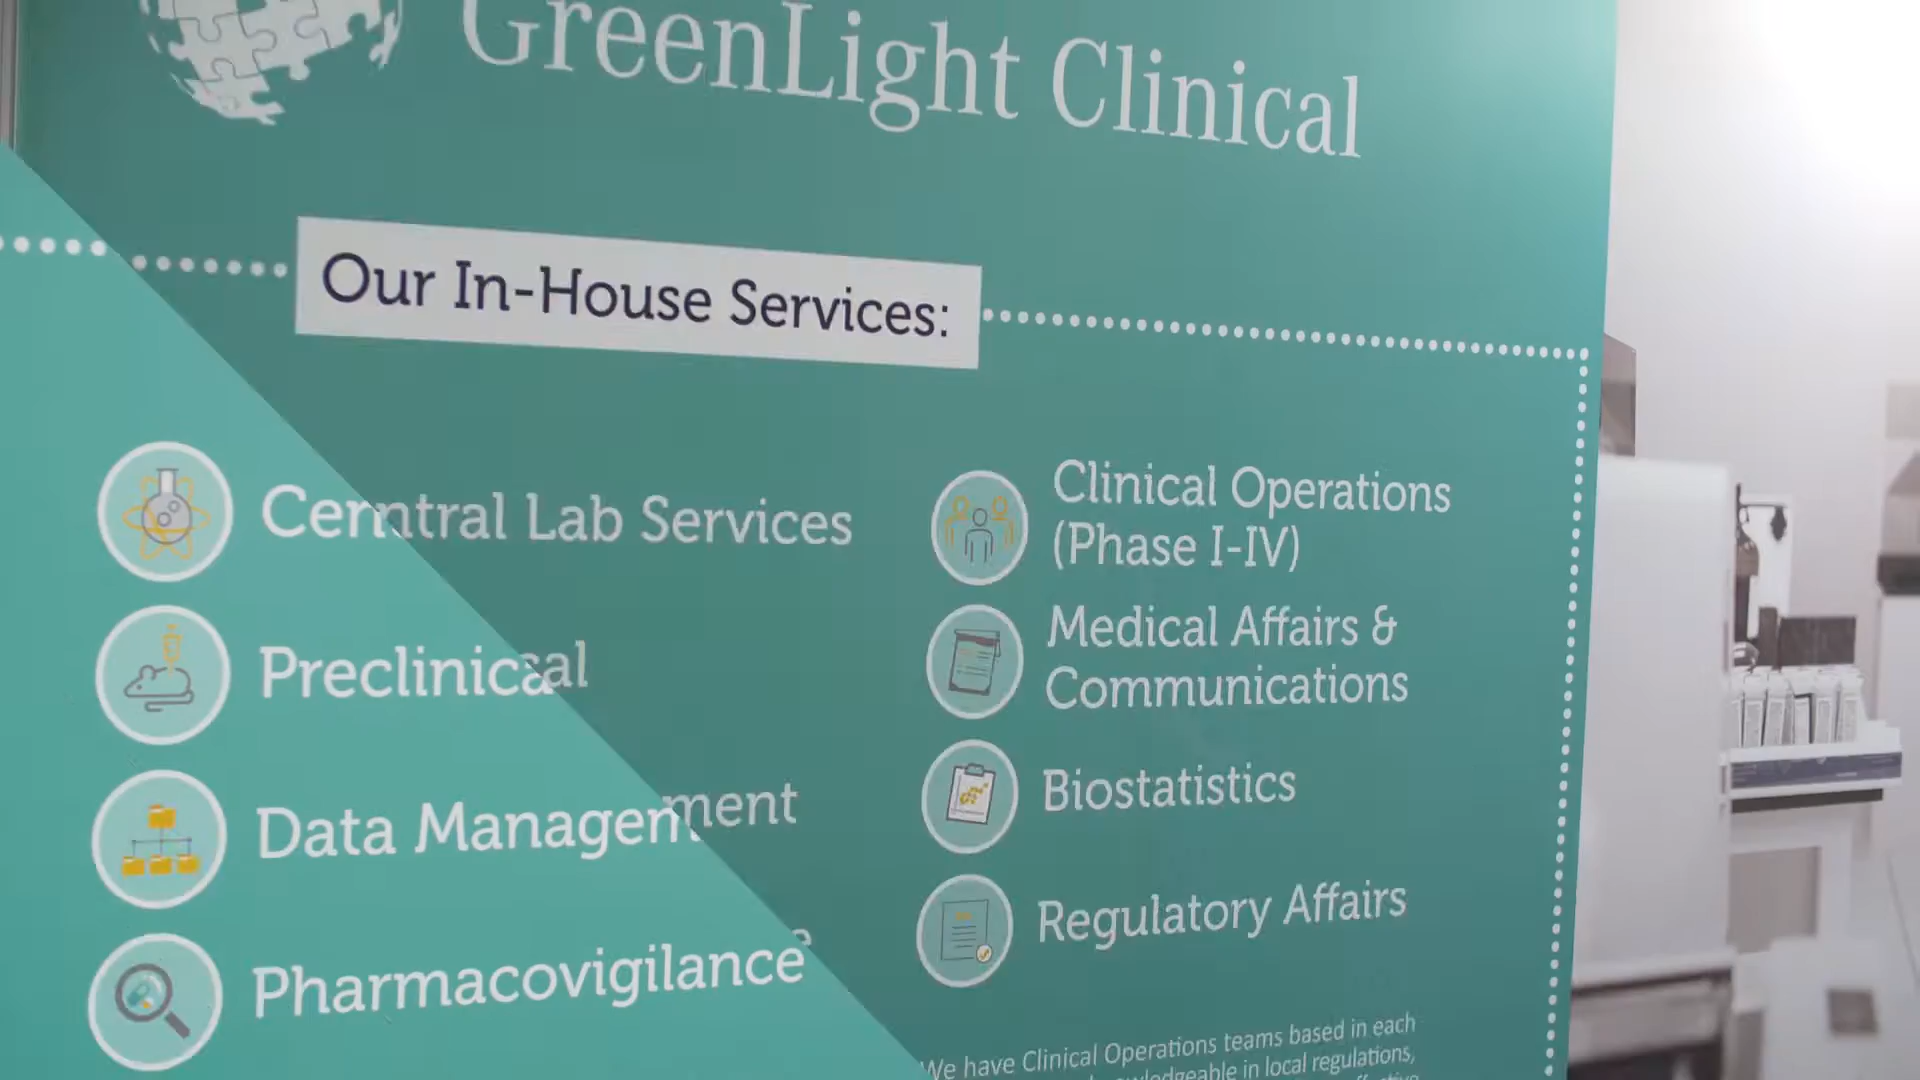 GreenLight Clinical
Our In-House Services:
Central Lab Services
Preclinical
Data Management
Pharmacovigilance
Clinical Operations
(Phase I-IV)
Medical Affairs &
Communications
Biostatistics
Regulatory Affairs
We have Clinical Operations teams based in each
knowledgeable in local regulations,